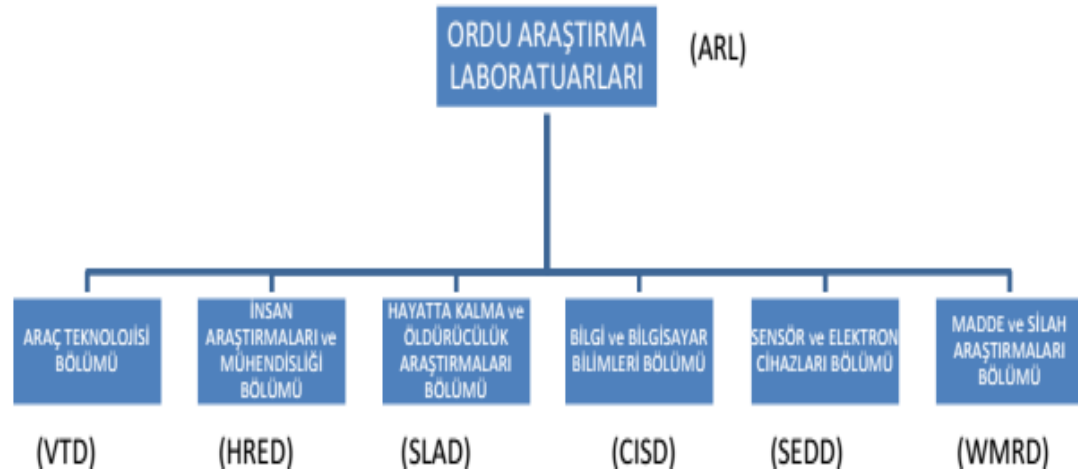 ORDU ARAŞTIRMA
LABORATUARLARI
(ARL)
ARAÇ TEKNOLOJİSİ
BÖLÜMÜ
İNSAN
ARAŞTIRMALARI ve
MÜHENDİSLİĞİ
BÖLÜMÜ
HAYATTA KALMA ve
ÖLDÜRÜCÜLÜK
ARAŞTIRMALARI
BÖLÜMÜ
BİLGİ ve BİLGİSAYAR
BİLİMLERİ BÖLÜMÜ
SENSÖR ve ELEKTRON
CİHAZLARI BÖLÜMÜ
MADDE ve SİLAH
ARAŞTIRMALARI
BÖLÜMÜ
(VTD)
(HRED)
(SLAD)
(CISD)
(SEDD)
(WMRD)